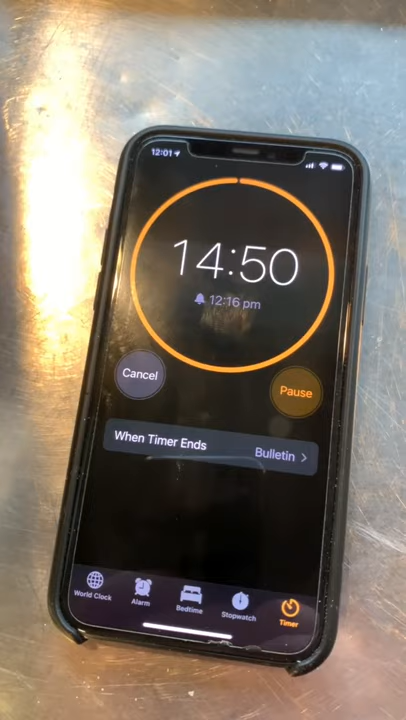 12:01
14:50
12:16 pm
Cancel
Pause
When Timer Ends Bulletin
World Clock Alarm Bedtime Stopwatch Timer